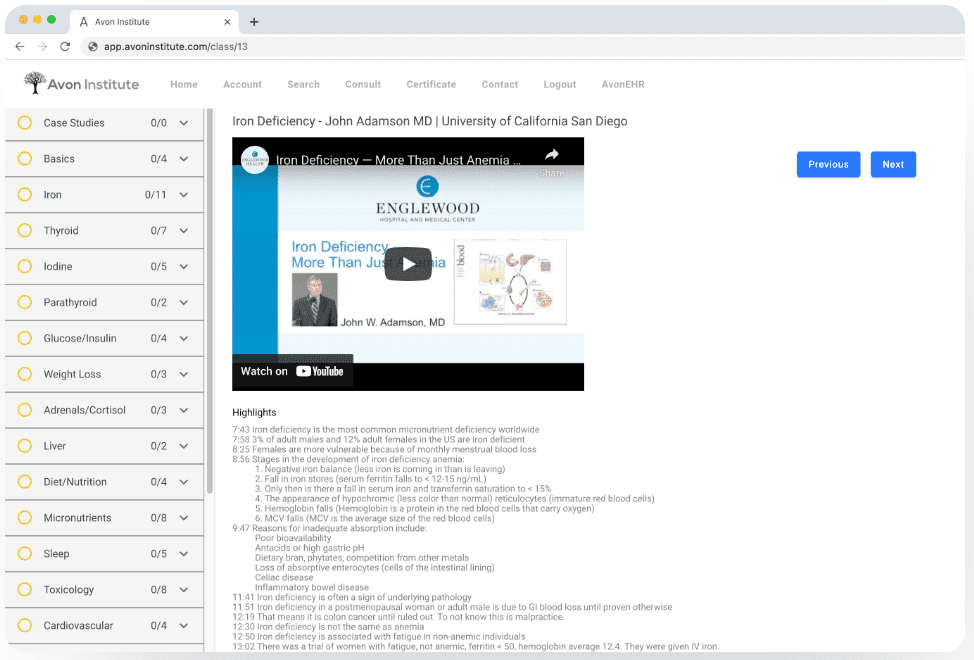 A Avon Institute
app.avoninstitute.com/class/13
Avon Institute
Home Account Search Consult Certificate Contact Logout AvonEHR
Case Studies 0/0
Basics 0/4
Iron 0/11
Thyroid 0/7
Iodine 0/5
Parathyroid 0/2
Glucose/Insulin 0/4
Weight Loss 0/3
Adrenals/Cortisol 0/3
Liver 0/2
Diet/Nutrition 0/4
Micronutrients 0/8
Sleep 0/5
Toxicology 0/8
Cardiovascular 0/4
Iron Deficiency - John Adamson MD | University of California San Diego
Previous Next
Iron Deficiency — More Than Just Anemia ...
Share
ENGLEWOOD
HOSPITAL AND MEDICAL CENTER
Iron Deficiency
More Than Just Anemia
blood
John W. Adamson, MD
Watch on YouTube
Highlights
7:43 Iron deficiency is the most common micronutrient deficiency worldwide
7:58 3% of adult males and 12% adult females in the US are iron deficient
8:25 Females are more vulnerable because of monthly menstrual blood loss
8:56 Stages in the development of iron deficiency anemia:
1. Negative iron balance (less iron is coming in than is leaving)
2. Fall in iron stores (serum ferritin falls to < 12-15 ng/mL)
3. Only then is there a fall in serum iron and transferrin saturation to < 15%
4. The appearance of hypochromic (less color than normal) reticulocytes (immature red blood cells)
5. Hemoglobin falls (Hemoglobin is a protein in the red blood cells that carry oxygen)
6. MCV falls (MCV is the average size of the red blood cells)
9:47 Reasons for inadequate absorption include:
Poor bioavailability
Antacids or high gastric pH
Dietary bran, phytates, competition from other metals
Loss of absorptive enterocytes (cells of the intestinal lining)
Celiac disease
Inflammatory bowel disease
11:41 Iron deficiency is often a sign of underlying pathology
11:51 Iron deficiency in a postmenopausal woman or adult male is due to GI blood loss until proven otherwise
12:19 That means it is colon cancer until ruled out. To not know this is malpractice.
12:30 Iron deficiency is not the same as anemia
12:50 Iron deficiency is associated with fatigue in non-anemic individuals
13:02 There was a trial of women with fatigue, not anemic, ferritin < 50, hemoglobin average 12.4. They were given IV iron.